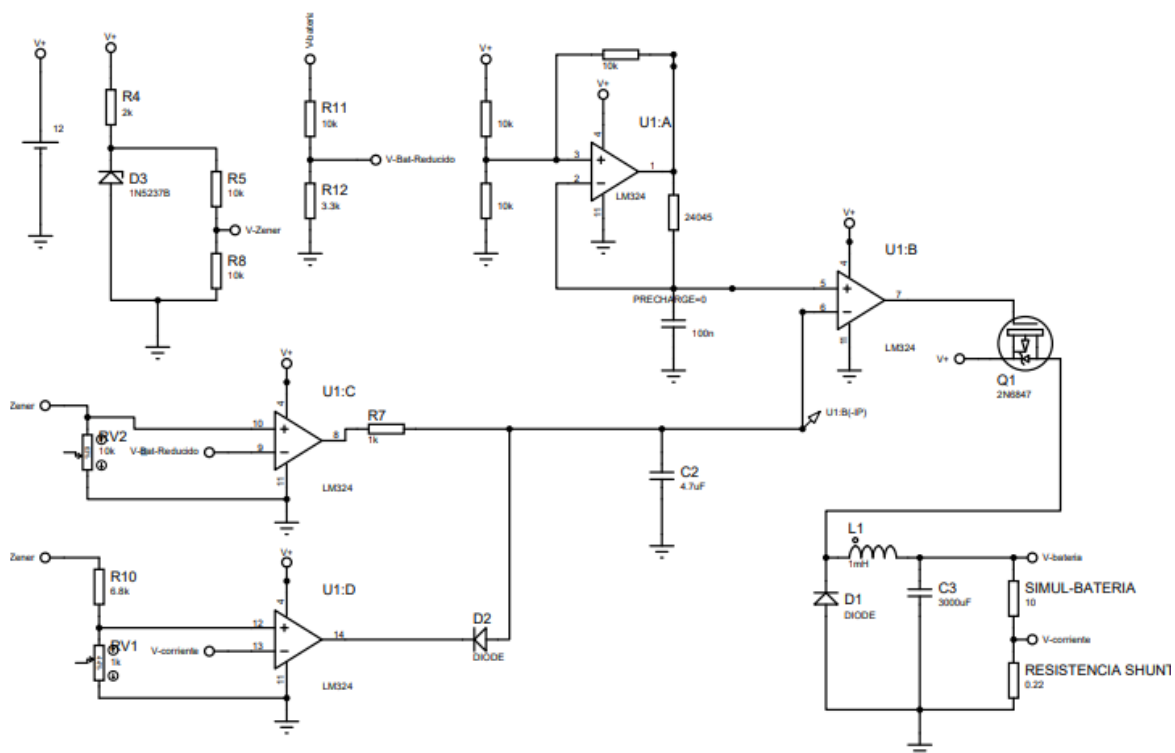 V+
12
V+
R4
2k
D3
1N5237B
R5
10k
V-Zener
R8
10k
V-bateria
R11
10k
V-Bat-Reducido
R12
3.3k
V+
10k
10k
10k
V+
U1:A
4
3
2
1
11
LM324
24045
PRECHARGE=0
100n
V+
U1:B
4
5
6
7
11
LM324
V+
Q1
2N6847
U1:B(-IP)
V+
U1:C
Zener
4
10
9
8
11
RV2
10k
V-Bat-Reducido
LM324
R7
1k
C2
4.7uF
Zener
R10
6.8k
V+
U1:D
4
12
13
14
11
RV1
1k
V-corriente
LM324
D2
DIODE
L1
1mH
V-bateria
D1
DIODE
C3
3000uF
SIMUL-BATERIA
10
V-corriente
RESISTENCIA SHUNT
0.22